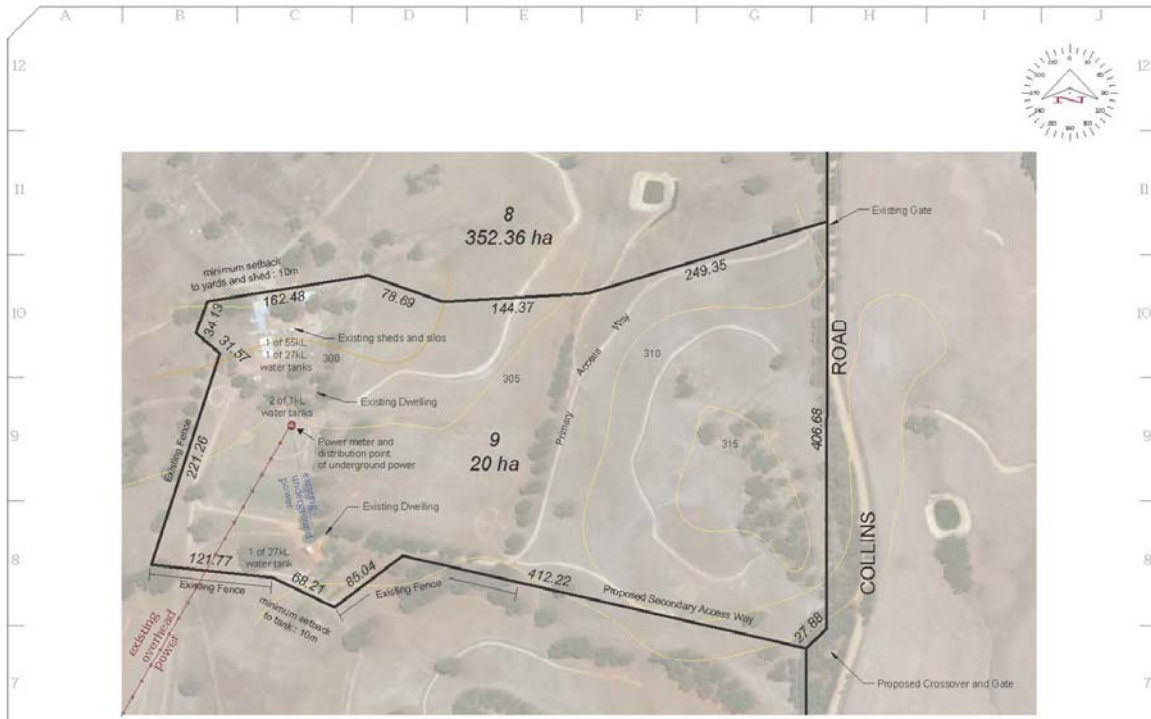 A B C D E F G H I J
12 12
11 11
10 10
9 9
8 8
7 7
N
8
352.36 ha
Existing Gate
minimum setback
to yards and shed : 10m
162.48
78.69
144.37
249.35
34.13
31.57
Existing sheds and silos
1 of 55kL
1 of 27kL
water tanks
300
305
310
315
Primary Access Way
ROAD
COLLINS
406.68
2 of 1kL
water tanks
Existing Dwelling
Power meter and
distribution point
of underground power
9
20 ha
Existing Fence
221.26
existing
underground
power
Existing Dwelling
1 of 27kL
water tank
121.77
Existing Fence
68.21
85.04
minimum setback
to tank : 10m
Existing Fence
412.22
Proposed Secondary Access Way
27.88
existing
overhead
power
Proposed Crossover and Gate